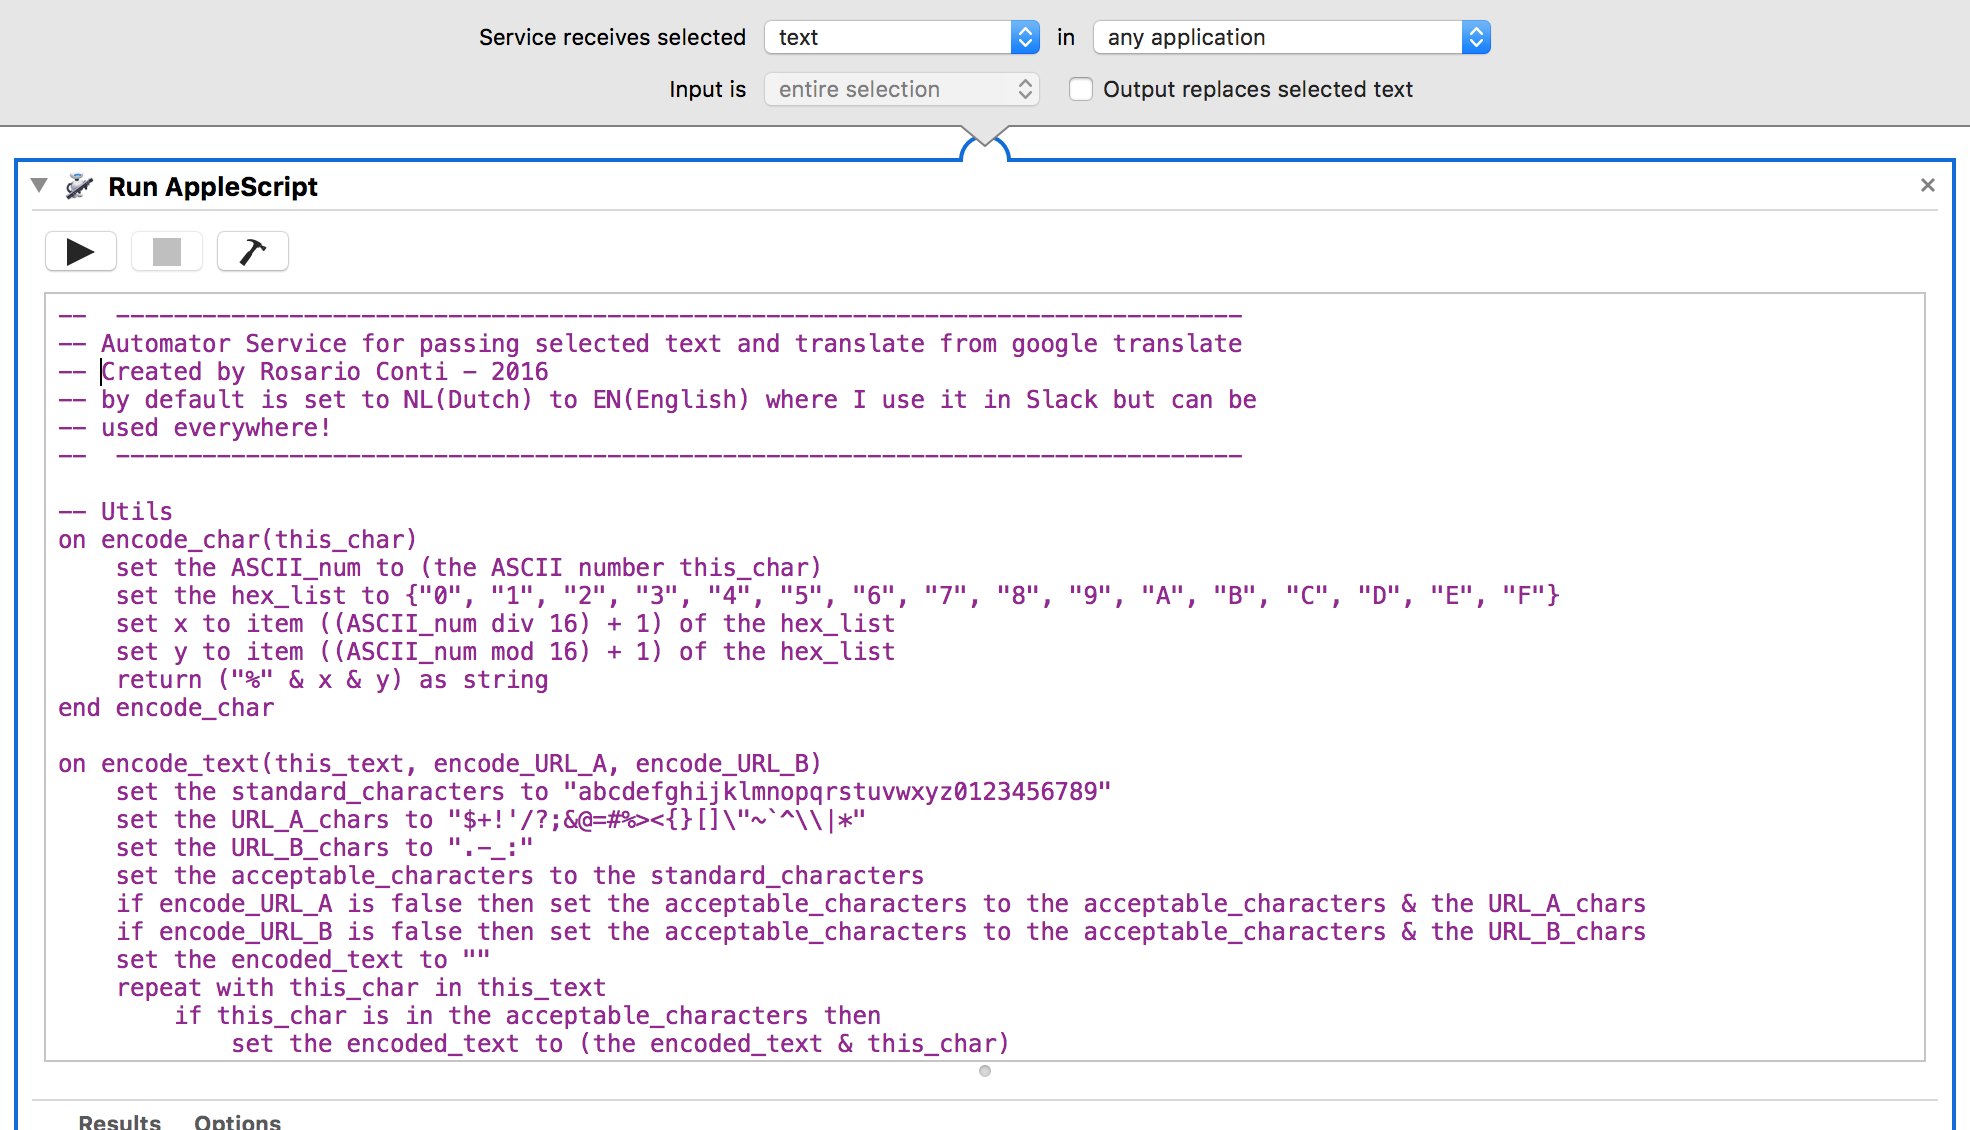 Service receives selected text in any application
Input is entire selection Output replaces selected text
Run AppleScript
--  ------------------------------------------------------------------------------
-- Automator Service for passing selected text and translate from google translate
-- Created by Rosario Conti - 2016
-- by default is set to NL(Dutch) to EN(English) where I use it in Slack but can be
-- used everywhere!
--  ------------------------------------------------------------------------------
-- Utils
on encode_char(this_char)
    set the ASCII_num to (the ASCII number this_char)
    set the hex_list to {"0", "1", "2", "3", "4", "5", "6", "7", "8", "9", "A", "B", "C", "D", "E", "F"}
    set x to item ((ASCII_num div 16) + 1) of the hex_list
    set y to item ((ASCII_num mod 16) + 1) of the hex_list
    return ("%" & x & y) as string
end encode_char
on encode_text(this_text, encode_URL_A, encode_URL_B)
    set the standard_characters to "abcdefghijklmnopqrstuvwxyz0123456789"
    set the URL_A_chars to "$+!'/?;&@=#%><{}[]\"~`^\\|*"
    set the URL_B_chars to ".-_:"
    set the acceptable_characters to the standard_characters
    if encode_URL_A is false then set the acceptable_characters to the acceptable_characters & the URL_A_chars
    if encode_URL_B is false then set the acceptable_characters to the acceptable_characters & the URL_B_chars
    set the encoded_text to ""
    repeat with this_char in this_text
        if this_char is in the acceptable_characters then
            set the encoded_text to (the encoded_text & this_char)
Results Options